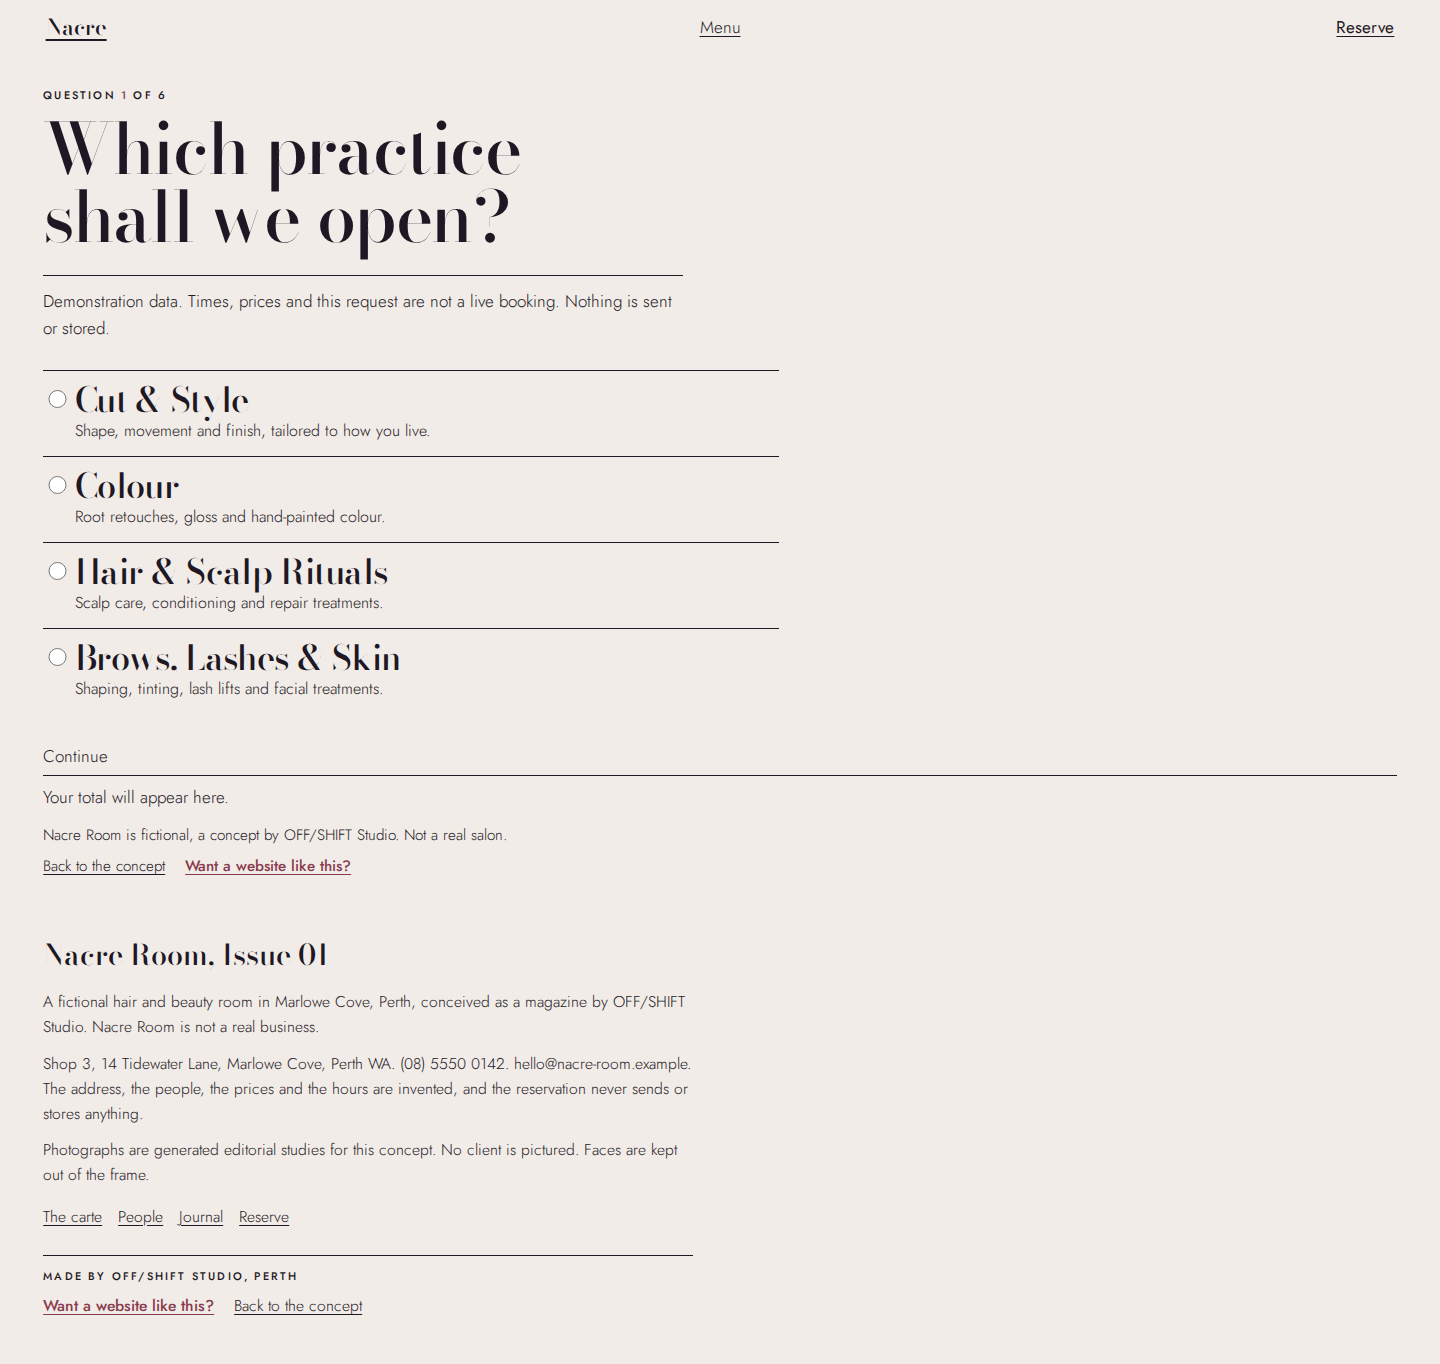 Nacre
Menu
Reserve
QUESTION 1 OF 6
Which practice
shall we open?
Demonstration data. Times, prices and this request are not a live booking. Nothing is sent
or stored.
Cut & Style
Shape, movement and finish, tailored to how you live.
Colour
Root retouches, gloss and hand-painted colour.
Hair & Scalp Rituals
Scalp care, conditioning and repair treatments.
Brows, Lashes & Skin
Shaping, tinting, lash lifts and facial treatments.
Continue
Your total will appear here.
Nacre Room is fictional, a concept by OFF/SHIFT Studio. Not a real salon.
Back to the concept Want a website like this?
Nacre Room, Issue 01
A fictional hair and beauty room in Marlowe Cove, Perth, conceived as a magazine by OFF/SHIFT
Studio. Nacre Room is not a real business.
Shop 3, 14 Tidewater Lane, Marlowe Cove, Perth WA. (08) 5550 0142. hello@nacre-room.example.
The address, the people, the prices and the hours are invented, and the reservation never sends or
stores anything.
Photographs are generated editorial studies for this concept. No client is pictured. Faces are kept
out of the frame.
The carte People Journal Reserve
MADE BY OFF/SHIFT STUDIO, PERTH
Want a website like this? Back to the concept